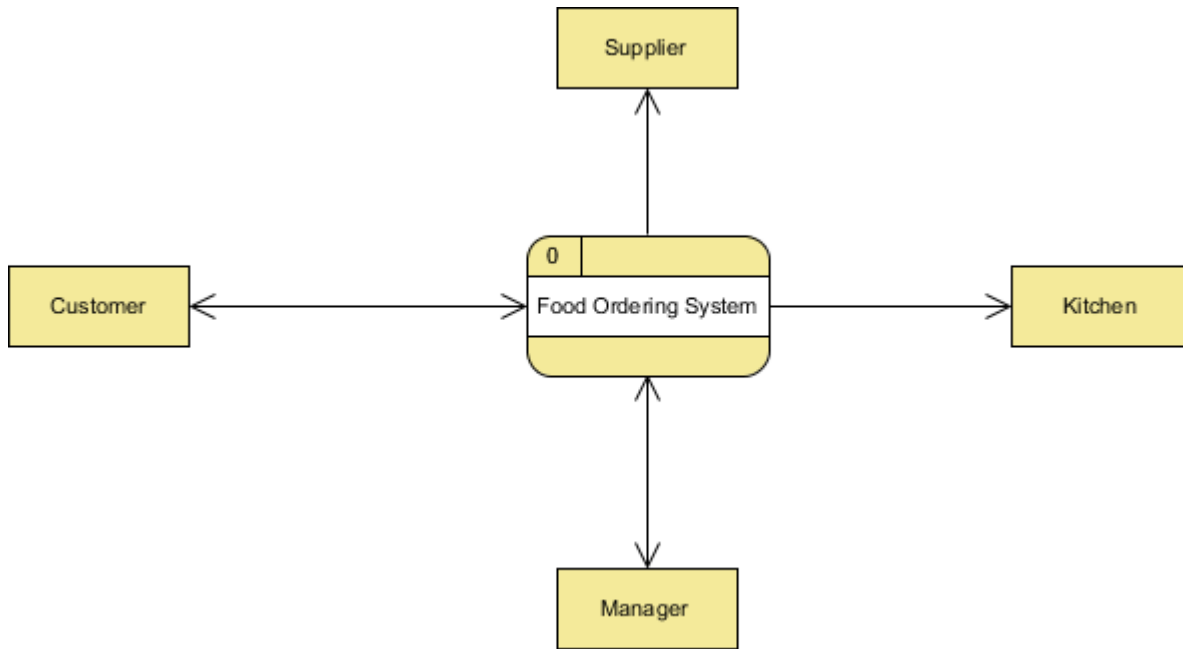 Supplier
0
Customer
Food Ordering System
Kitchen
Manager